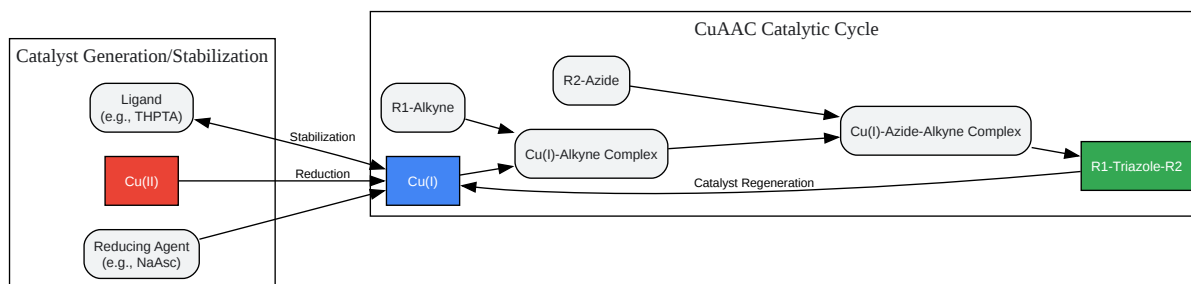 CuAAC Catalytic Cycle
Catalyst Generation/Stabilization
Ligand
(e.g., THPTA)
Stabilization
Cu(II)
Reduction
Reducing Agent
(e.g., NaAsc)
R1-Alkyne
R2-Azide
Cu(I)
Cu(I)-Alkyne Complex
Cu(I)-Azide-Alkyne Complex
R1-Triazole-R2
Catalyst Regeneration